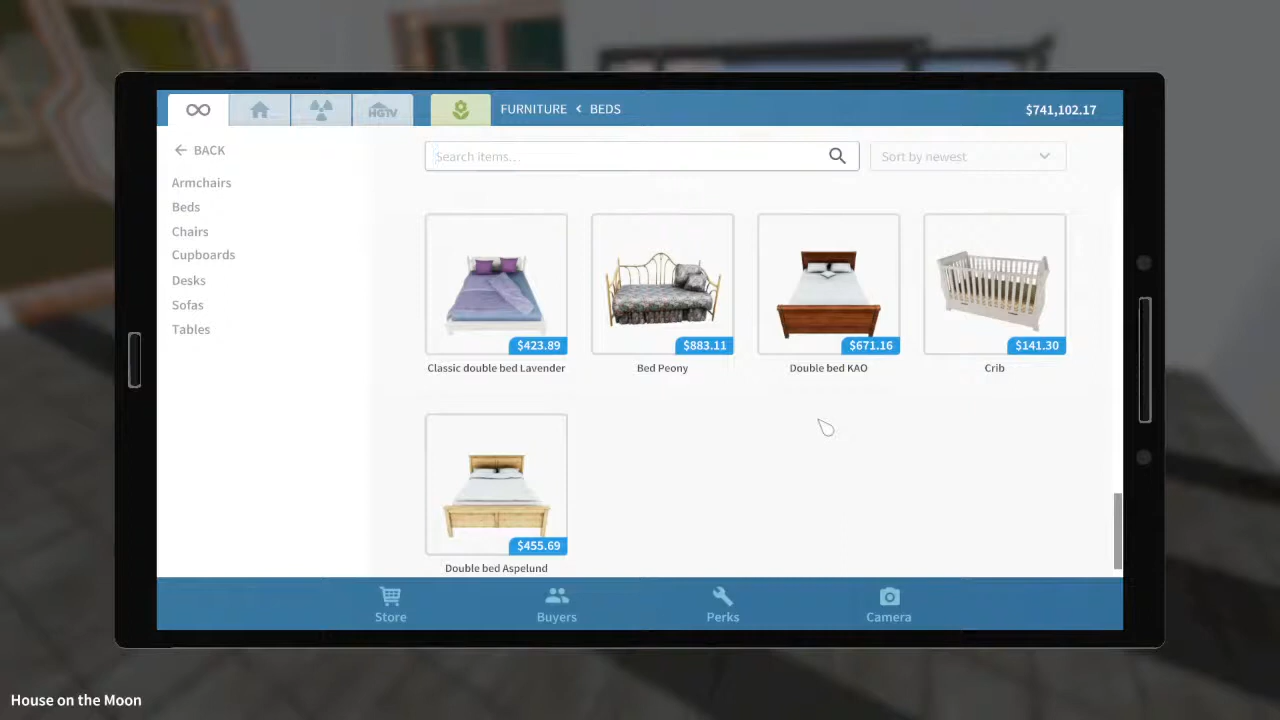 HGTV
FURNITURE < BEDS
$741,102.17
BACK
Search items...
Sort by newest
Armchairs
Beds
Chairs
Cupboards
Desks
Sofas
Tables
$423.89
$883.11
$671.16
$141.30
Classic double bed Lavender
Bed Peony
Double bed KAO
Crib
$455.69
Double bed Aspelund
Store
Buyers
Perks
Camera
House on the Moon